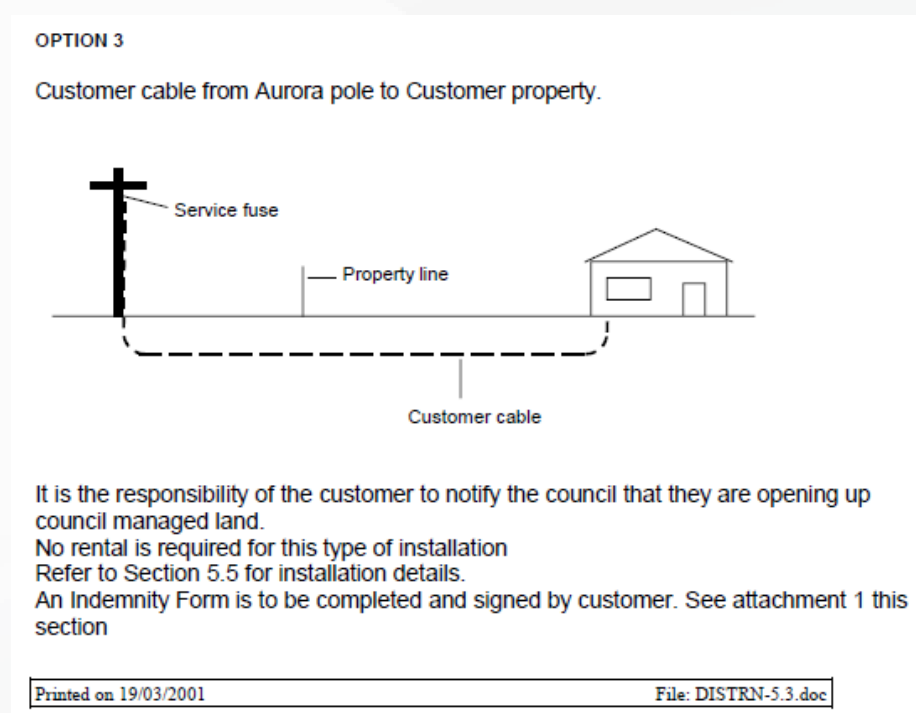 OPTION 3
Customer cable from Aurora pole to Customer property.
Service fuse
Property line
Customer cable
It is the responsibility of the customer to notify the council that they are opening up
council managed land.
No rental is required for this type of installation
Refer to Section 5.5 for installation details.
An Indemnity Form is to be completed and signed by customer. See attachment 1 this
section
Printed on 19/03/2001 File: DISTRN-5.3.doc